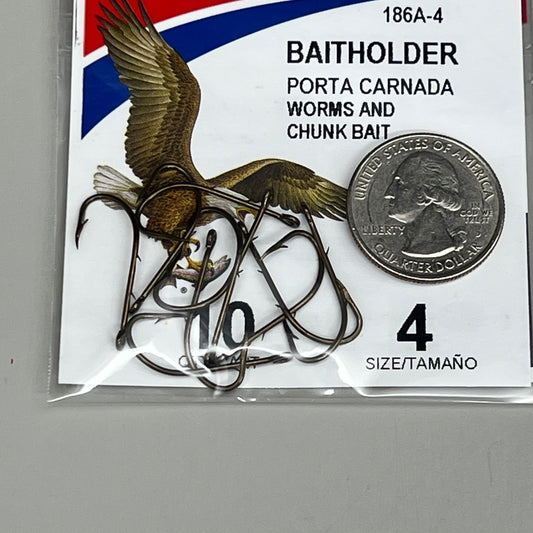 186A-4
BAITHOLDER
PORTA CARNADA
WORMS AND
CHUNK BAIT
UNITED STATES OF AMERICA
LIBERTY
IN
GOD WE
TRUST
D
QUARTER DOLLAR
®
10
4
SIZE/TAMAÑO